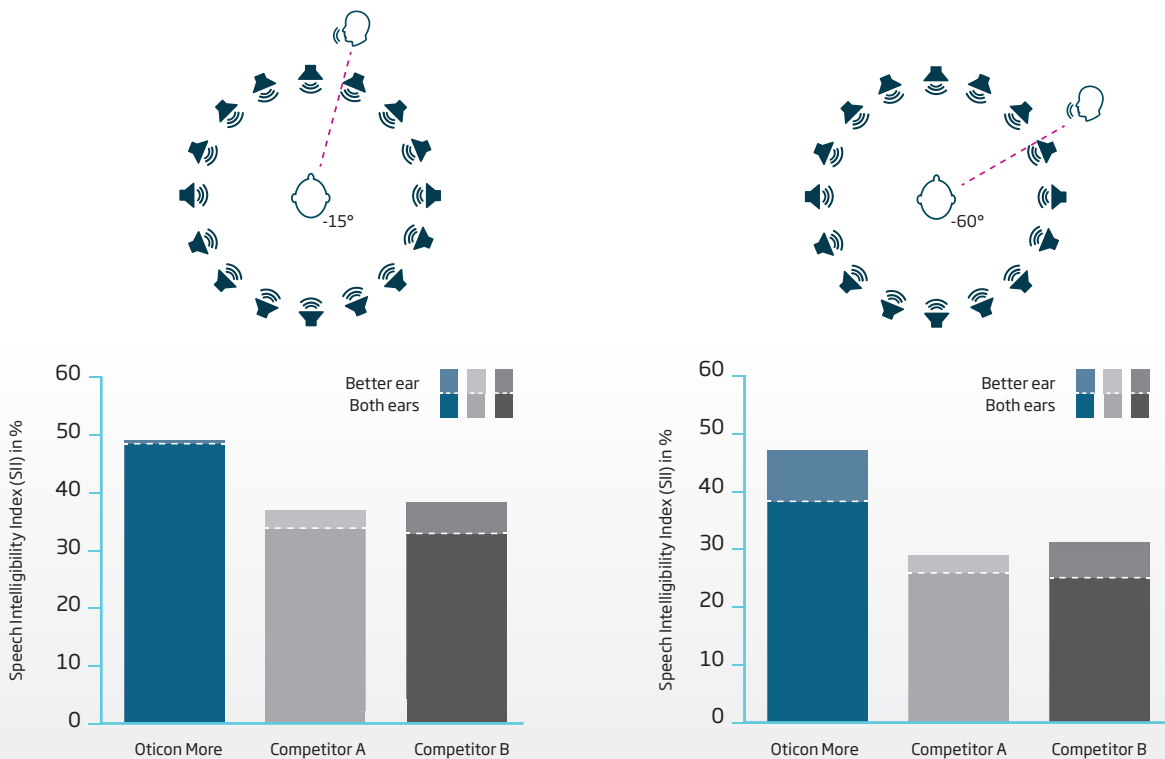 -15°
-60°
Speech Intelligibility Index (SII) in %
60
50
40
30
20
10
0
Better ear
Both ears
Oticon More
Competitor A
Competitor B
Speech Intelligibility Index (SII) in %
60
50
40
30
20
10
0
Better ear
Both ears
Oticon More
Competitor A
Competitor B